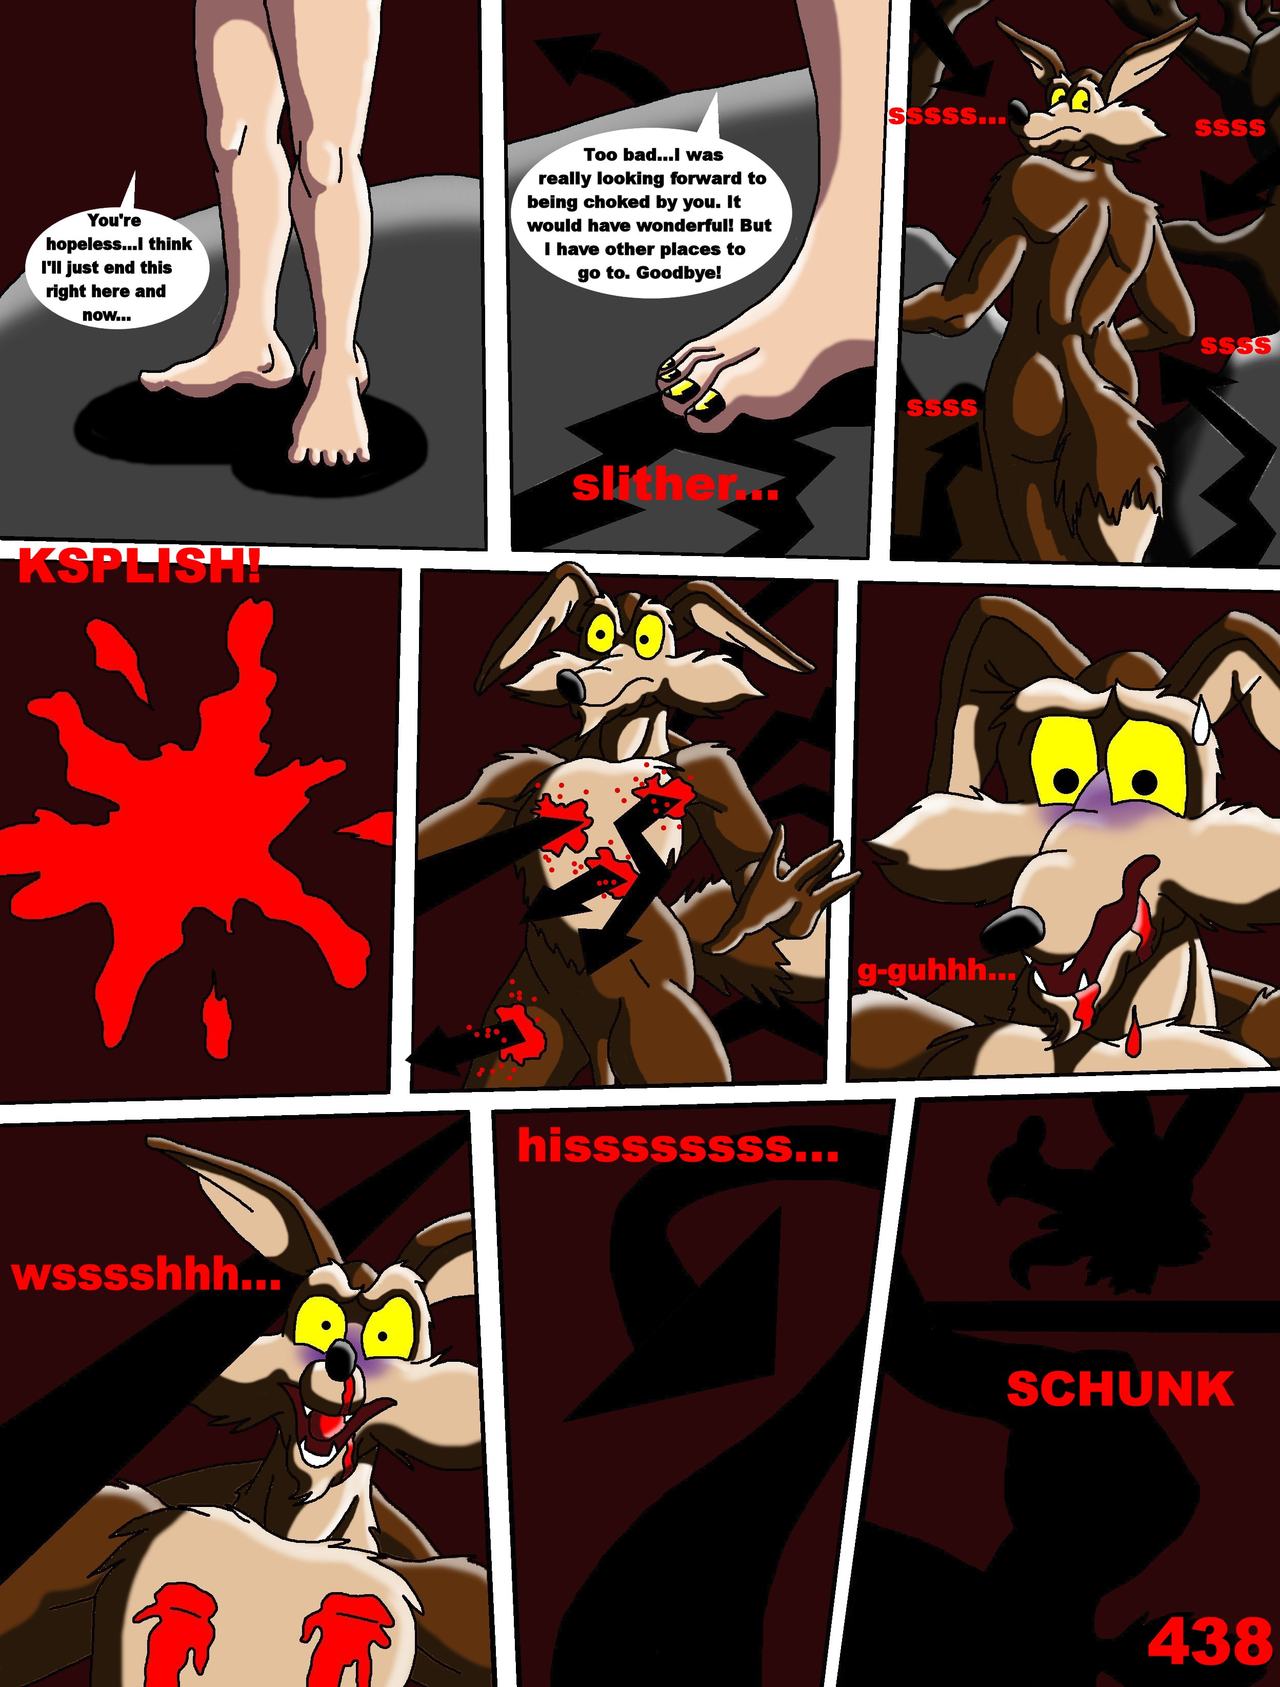 You're
hopeless...I think
I'll just end this
right here and
now...
Too bad...I was
really looking forward to
being choked by you. It
would have wonderful! But
I have other places to
go to. Goodbye!
slither...
sssss...
ssss
ssss
ssss
KSPLISH!
g-guhhh...
wsssshhh...
hissssssss...
SCHUNK
438